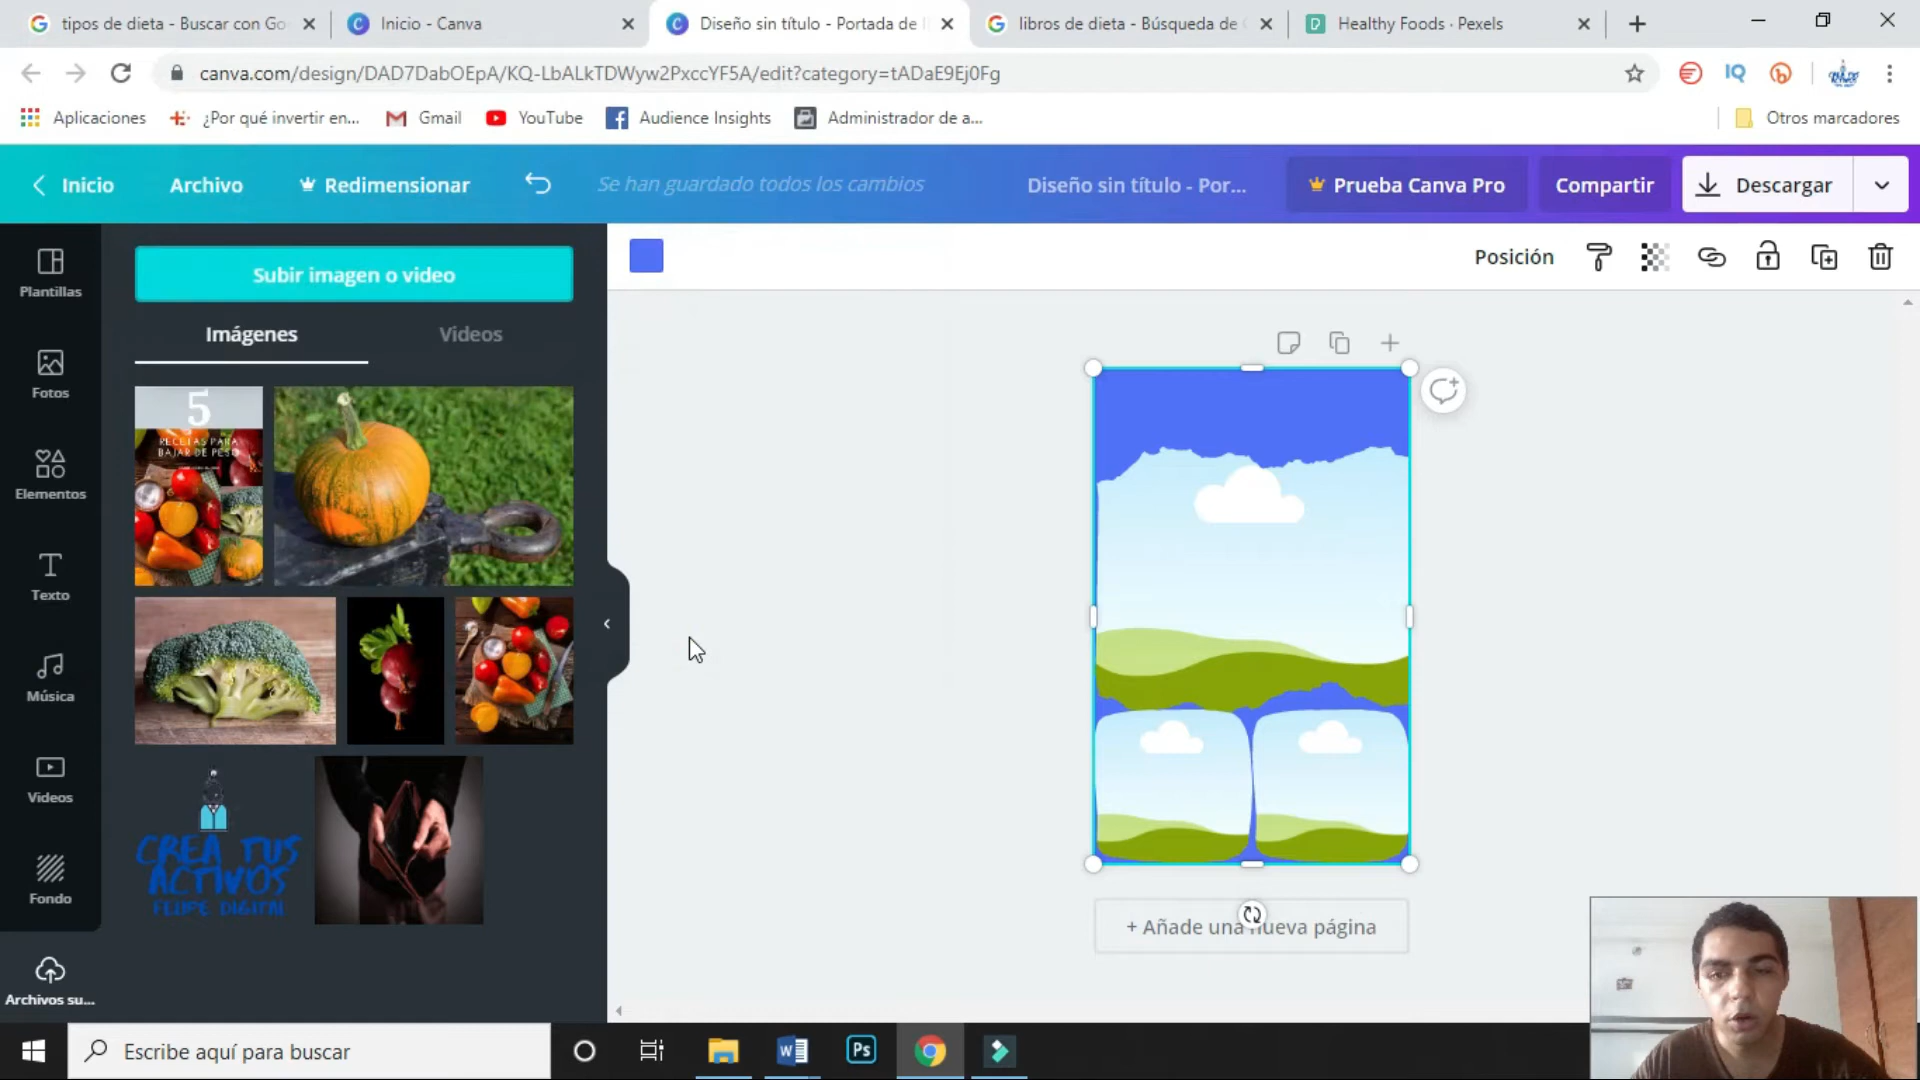 tipos de dieta - Buscar con Go
Inicio - Canva
Diseño sin título - Portada de
libros de dieta - Búsqueda de
Healthy Foods · Pexels
canva.com/design/DAD7DabOEpA/KQ-LbALkTDWyw2PxccYF5A/edit?category=tADaE9Ej0Fg
IQ
Aplicaciones
¿Por qué invertir en...
Gmail
YouTube
Audience Insights
Administrador de a...
Otros marcadores
Inicio
Archivo
Redimensionar
Se han guardado todos los cambios
Diseño sin título - Por...
Prueba Canva Pro
Compartir
Descargar
Plantillas
Fotos
Elementos
Texto
Música
Videos
Fondo
Archivos su...
Subir imagen o video
Imágenes
Videos
5
RECETAS PARA
BAJAR DE PESO
CREA TUS
ACTIVOS
FELIPE DIGITAL
Posición
+ Añade una nueva página
Escribe aquí para buscar
Ps